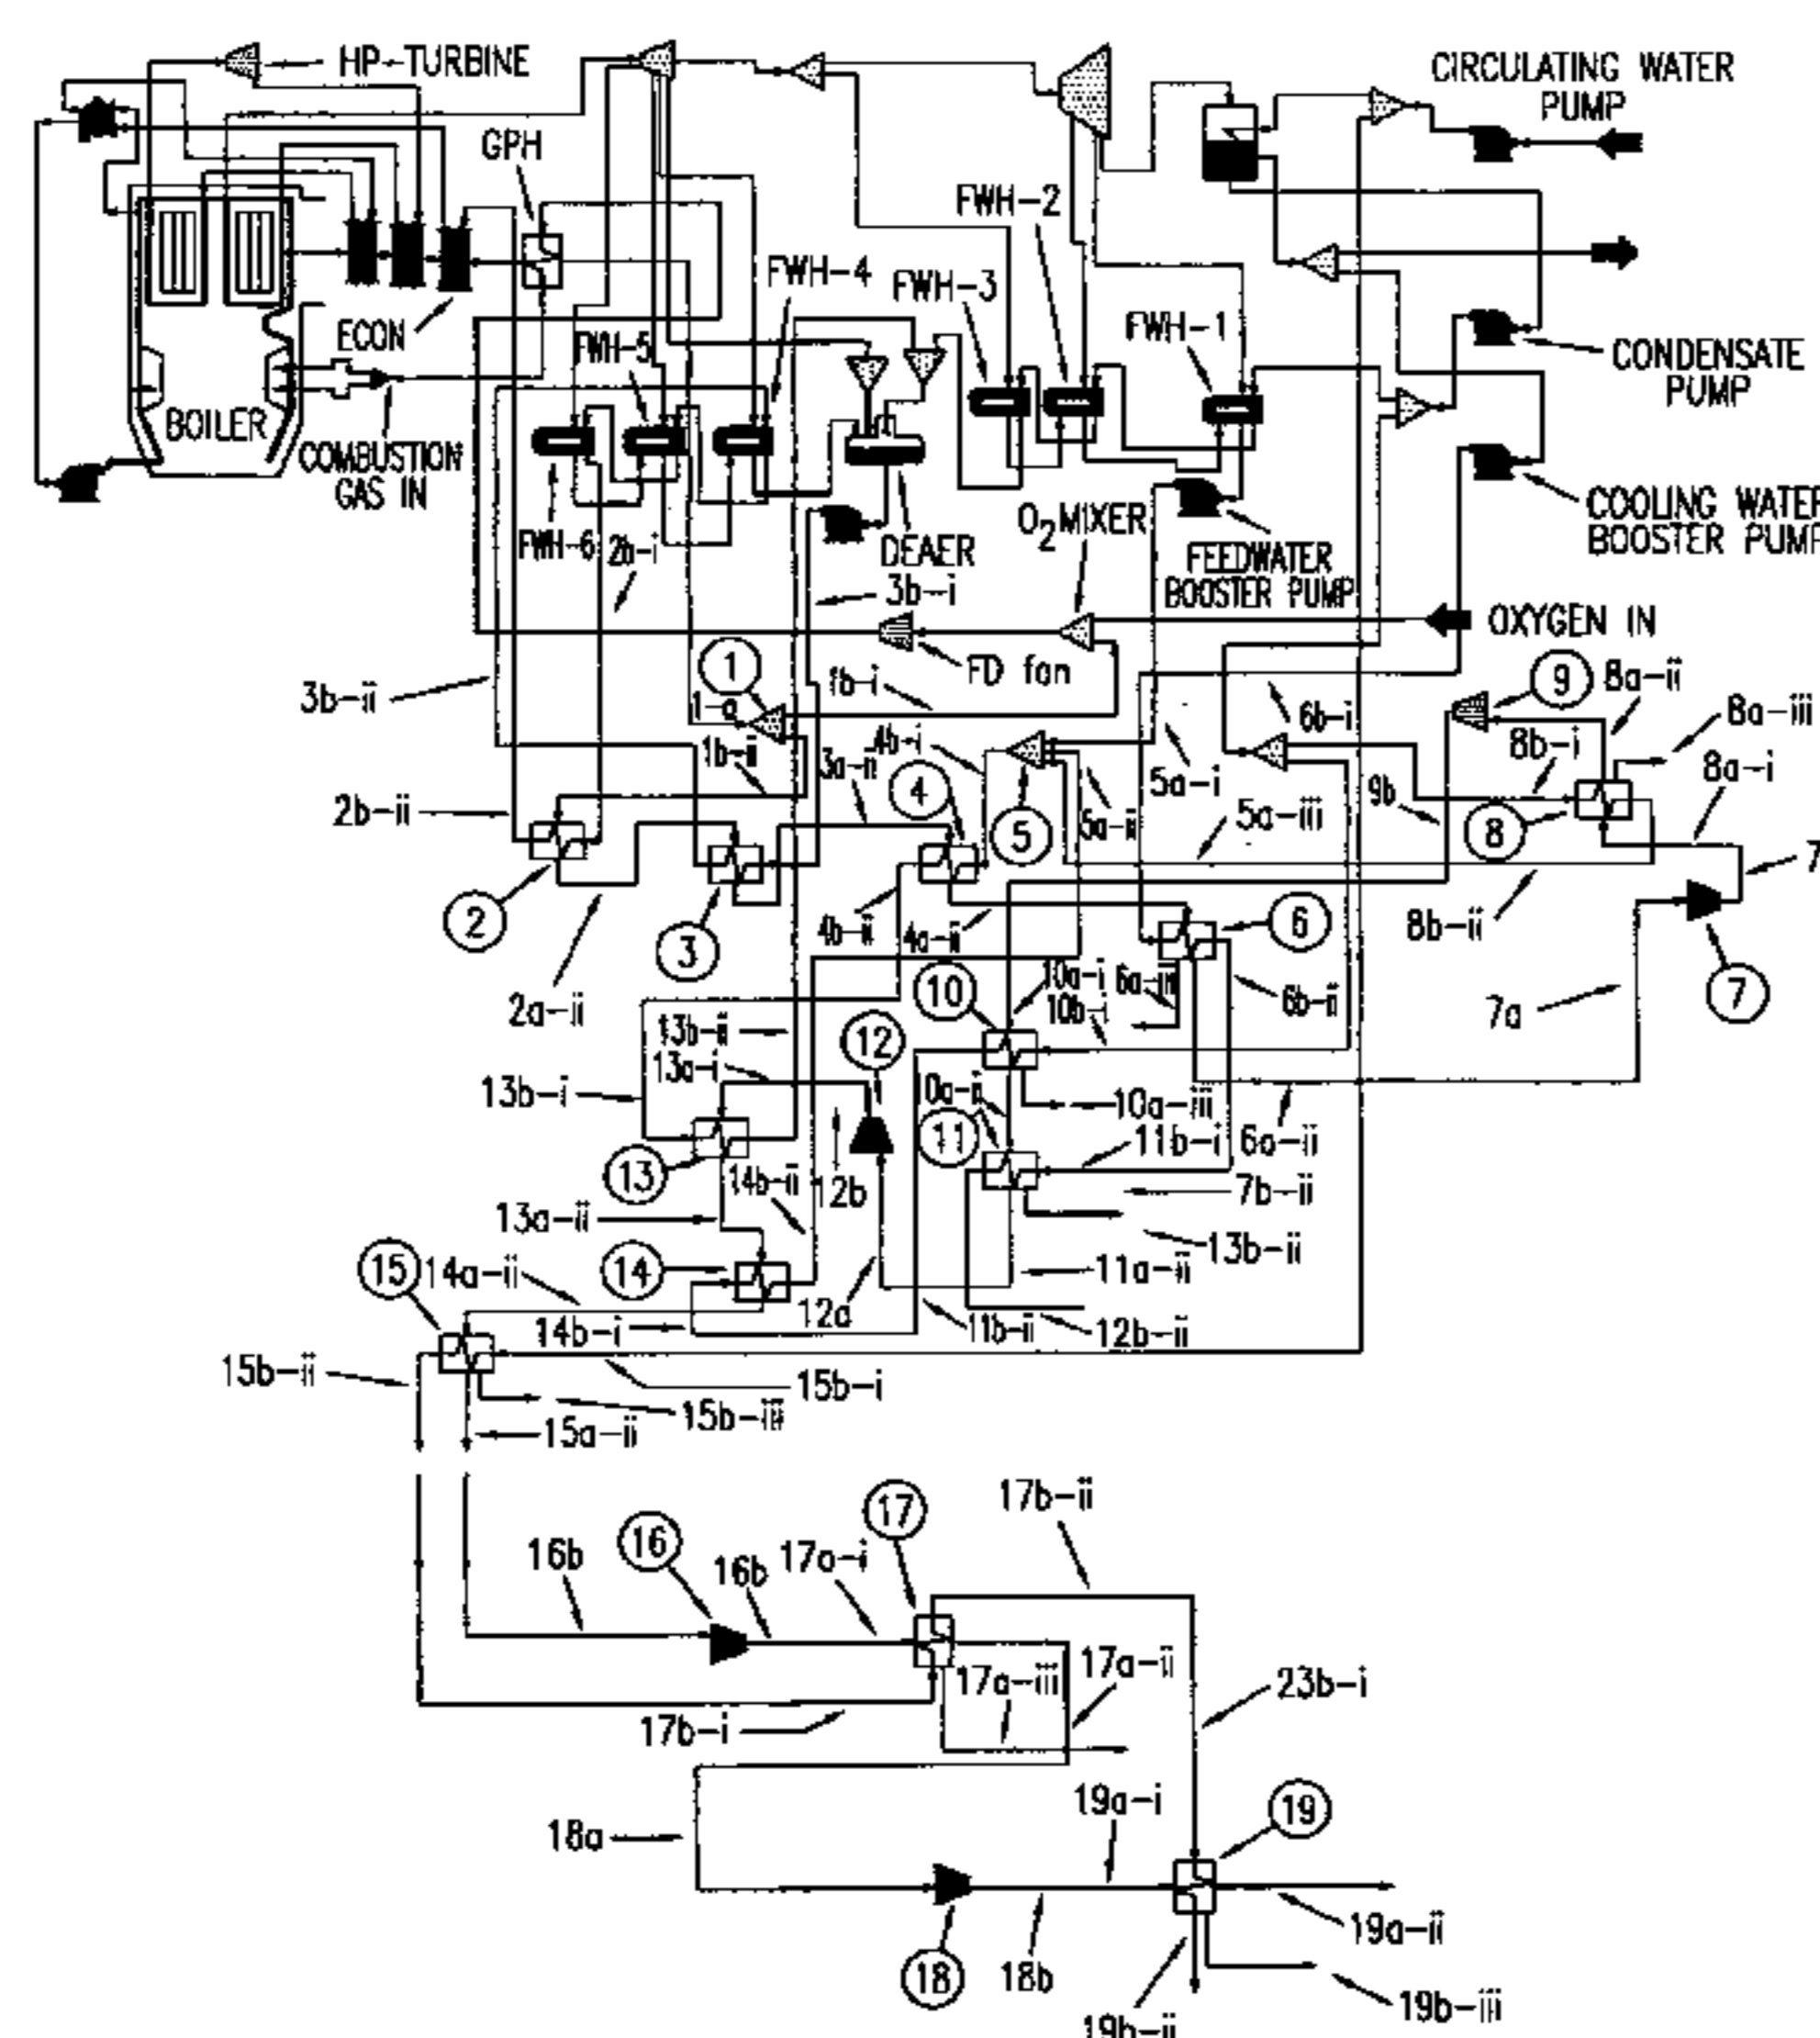 HP-TURBINE
CIRCULATING WATER
PUMP
GPH
FWH-2
FWH-4
FWH-3
FWH-1
ECON
FWH-5
CONDENSATE
PUMP
BOILER
COMBUSTION
GAS IN
FWH-6
2b-i
DEAER
O2 MIXER
FEEDWATER
BOOSTER PUMP
COOLING WATER
BOOSTER PUMP
3b-i
OXYGEN IN
FD fan
3b-ii
1
1-a
1b-i
6b-i
9
8a-ii
8a-iii
1b-ii
3a-ii
4b-i
4
5
5a-i
5a-ii
5a-iii
9b
8b-i
8a-i
8
2b-ii
2
3
4b-ii
4a-ii
6
8b-ii
7
7
7a
2a-ii
10
10a-i
10b-i
6a-iii
6b-ii
13b-ii
13a-i
12
13b-i
10a-ii
10a-iii
11
11b-i
6a-ii
13
14b-ii
12b
7b-ii
13a-ii
13b-ii
15
14a-ii
14
11a-ii
12a
14b-i
11b-ii
12b-ii
15b-ii
15b-i
15b-iii
15a-ii
17
17b-ii
16b
16
16b
17a-i
17a-iii
17a-ii
23b-i
17b-i
18a
19a-i
19
19a-ii
18
18b
19b-ii
19b-iii